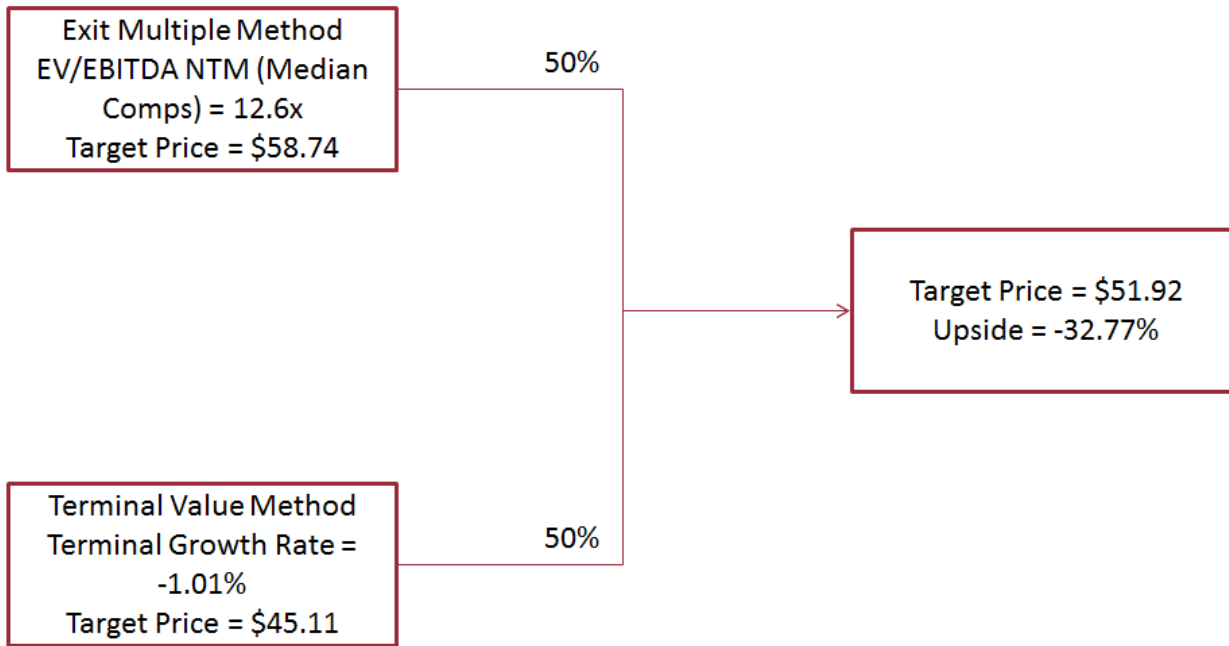 Exit Multiple Method
EV/EBITDA NTM (Median
Comps) = 12.6x
Target Price = $58.74
50%
Target Price = $51.92
Upside = -32.77%
Terminal Value Method
Terminal Growth Rate =
-1.01%
Target Price = $45.11
50%